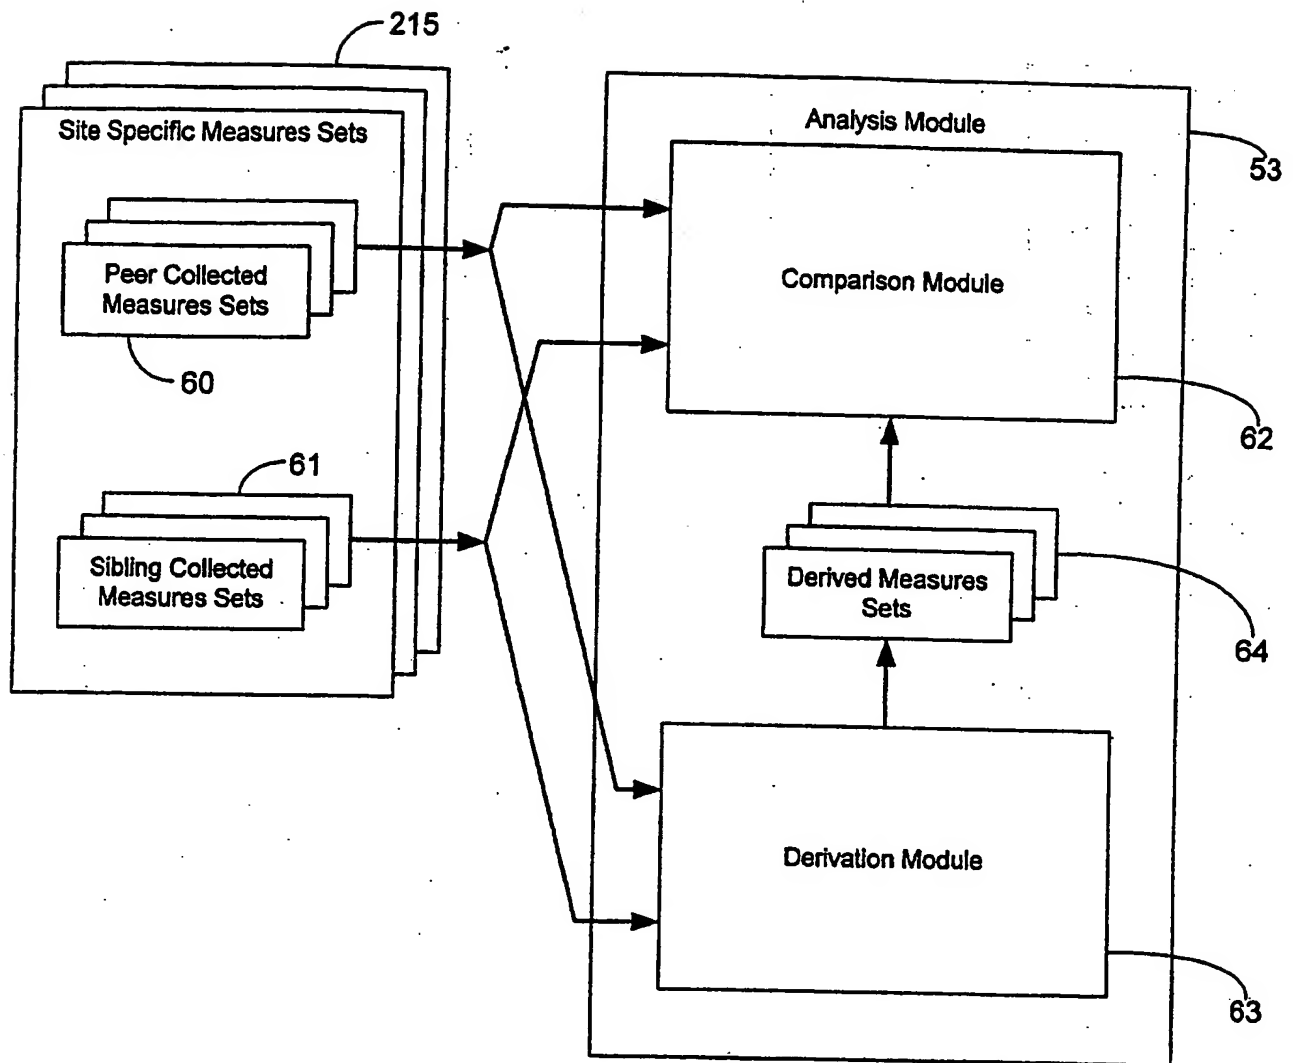 215
Site Specific Measures Sets
Peer Collected
Measures Sets
60
61
Sibling Collected
Measures Sets
Analysis Module
53
Comparison Module
62
Derived Measures
Sets
64
Derivation Module
63